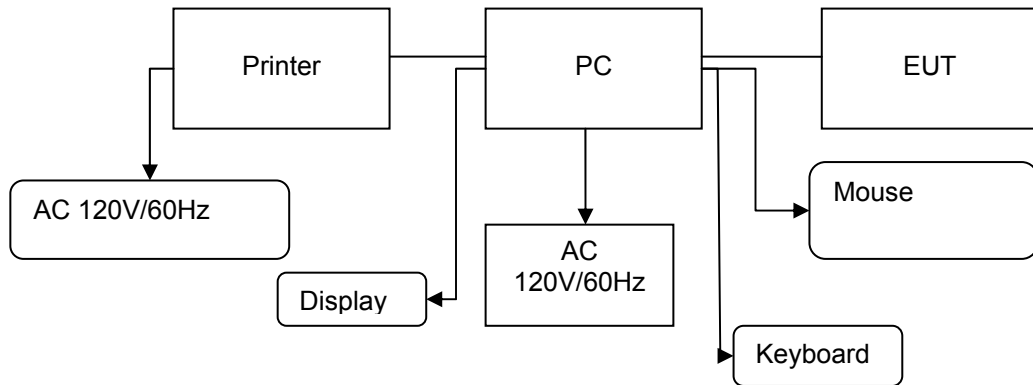 Printer
PC
EUT
AC 120V/60Hz
Mouse
AC
120V/60Hz
Display
Keyboard